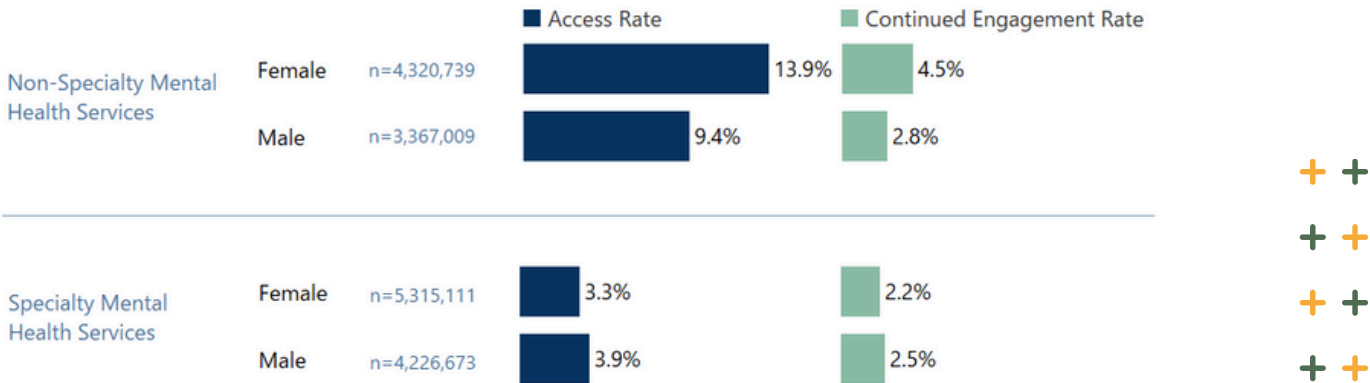 Access Rate Continued Engagement Rate
Non-Specialty Mental
Health Services
Female n=4,320,739 13.9% 4.5%
Male n=3,367,009 9.4% 2.8%
Specialty Mental
Health Services
Female n=5,315,111 3.3% 2.2%
Male n=4,226,673 3.9% 2.5%